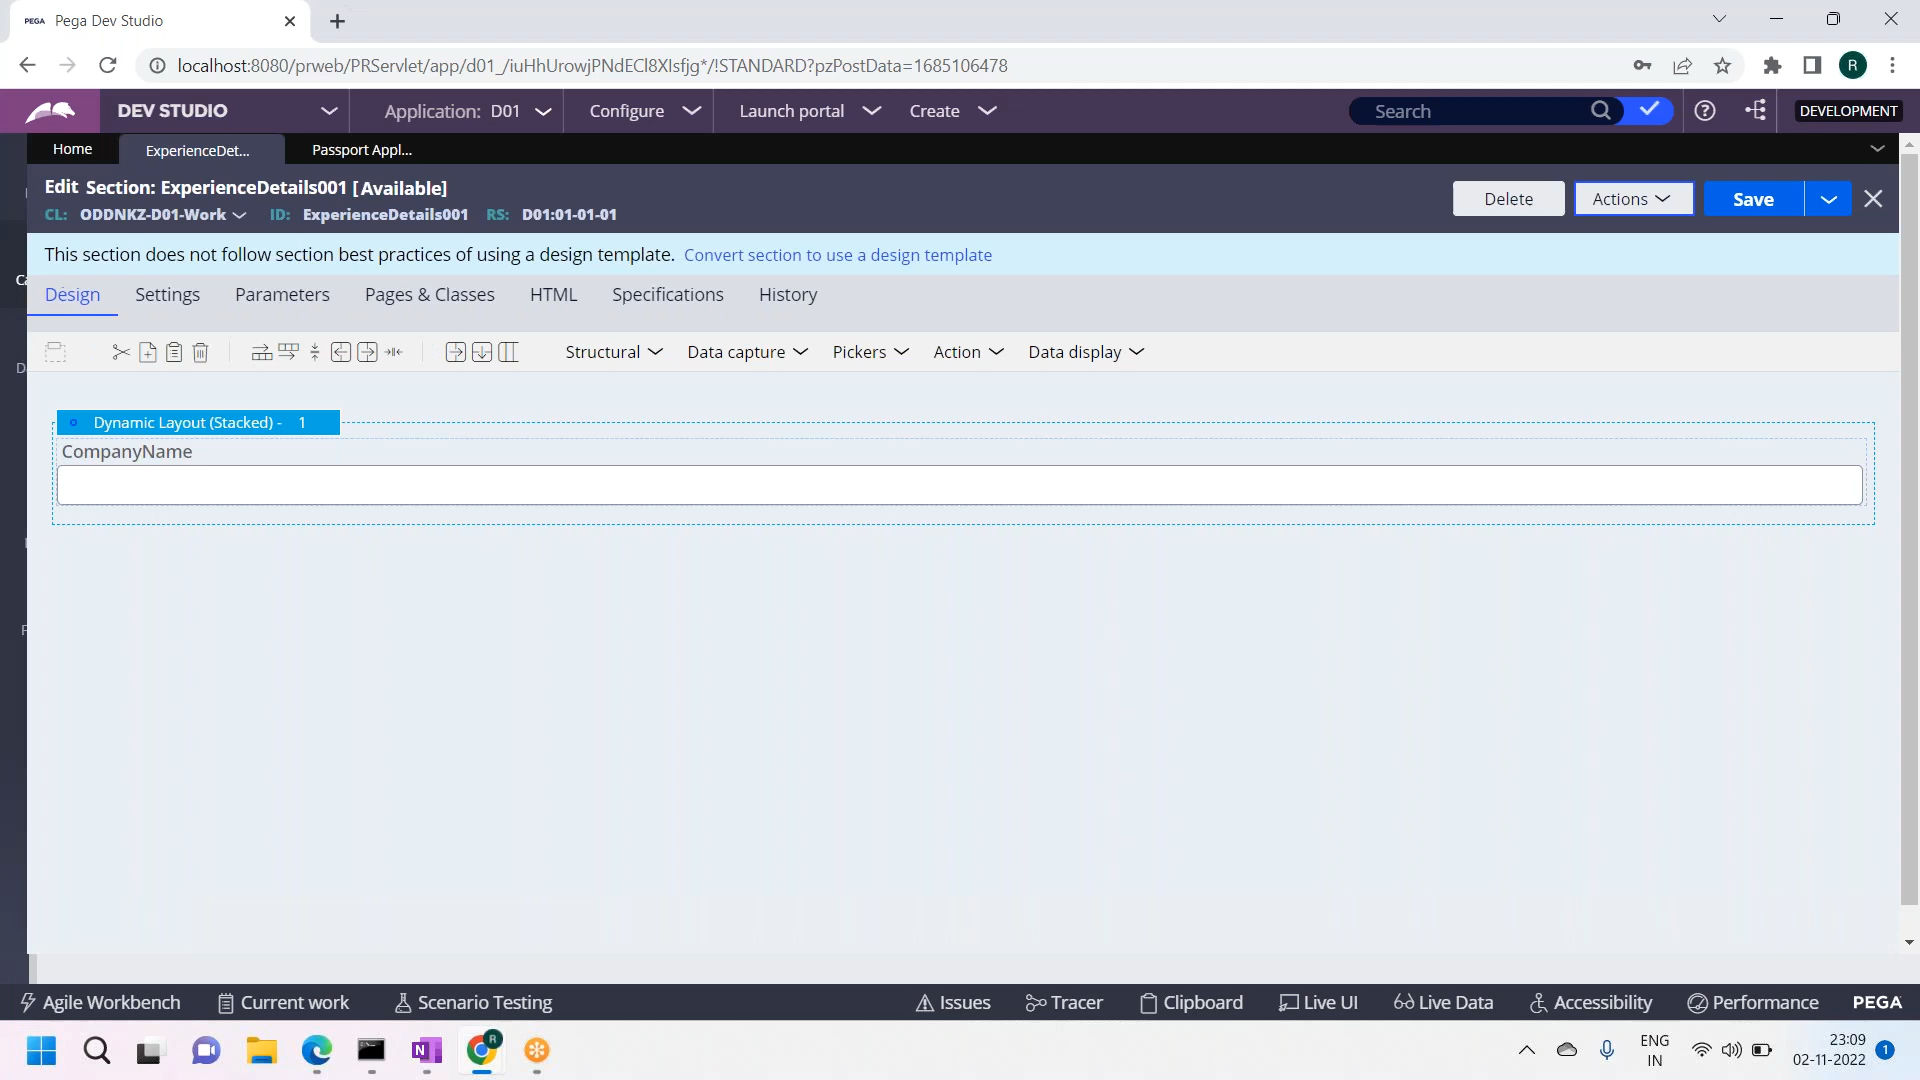 PEGA Pega Dev Studio
localhost:8080/prweb/PRServlet/app/d01_/iuHhUrowjPNdECl8XIsfjg*/!STANDARD?pzPostData=1685106478
R
DEV STUDIO Application: D01 Configure Launch portal Create Search DEVELOPMENT
Home ExperienceDet... Passport Appl...
Edit Section: ExperienceDetails001 [Available]
CL: ODDNKZ-D01-Work ID: ExperienceDetails001 RS: D01:01-01-01
Delete Actions Save
This section does not follow section best practices of using a design template. Convert section to use a design template
Design Settings Parameters Pages & Classes HTML Specifications History
Structural Data capture Pickers Action Data display
Dynamic Layout (Stacked) - 1
CompanyName
Agile Workbench Current work Scenario Testing Issues Tracer Clipboard Live UI Live Data Accessibility Performance PEGA
ENG
IN
23:09
02-11-2022
1